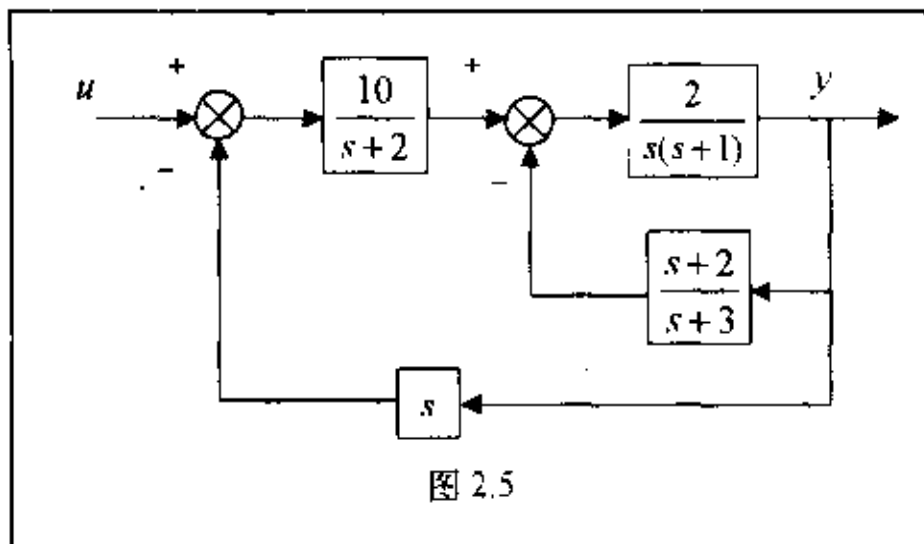 u + 10/(s+2) + 2/(s(s+1)) y
− −
(s+2)/(s+3)
s
图 2.5